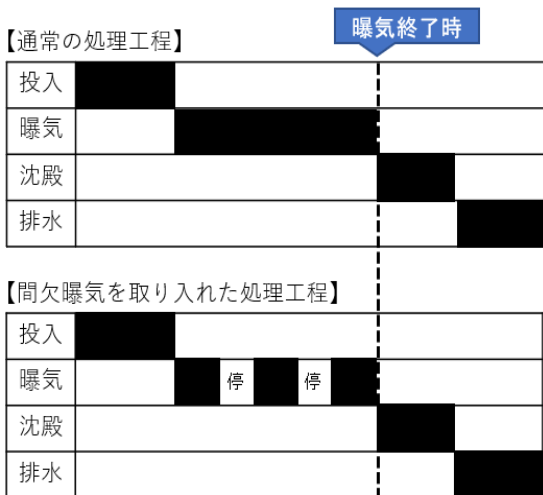 曝気終了時
【通常の処理工程】
投入
曝気
沈殿
排水
【間欠曝気を取り入れた処理工程】
投入
曝気 停 停
沈殿
排水